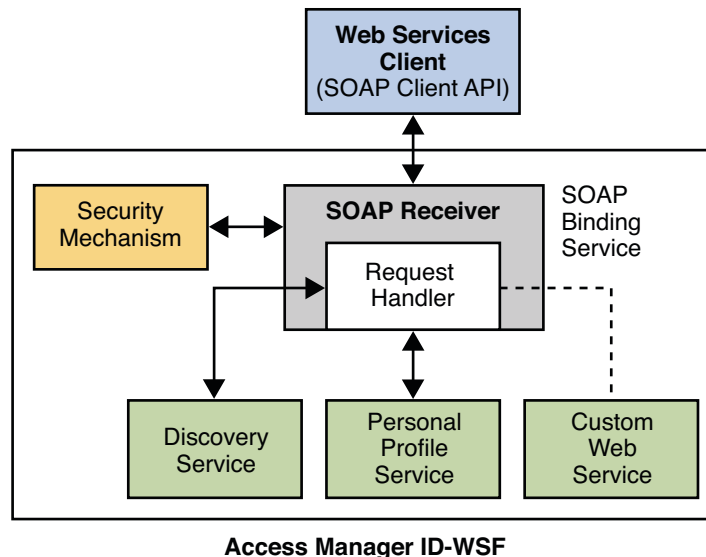 Web Services
Client
(SOAP Client API)
Security
Mechanism
SOAP Receiver
SOAP
Binding
Service
Request
Handler
Discovery
Service
Personal
Profile
Service
Custom
Web
Service
Access Manager ID-WSF